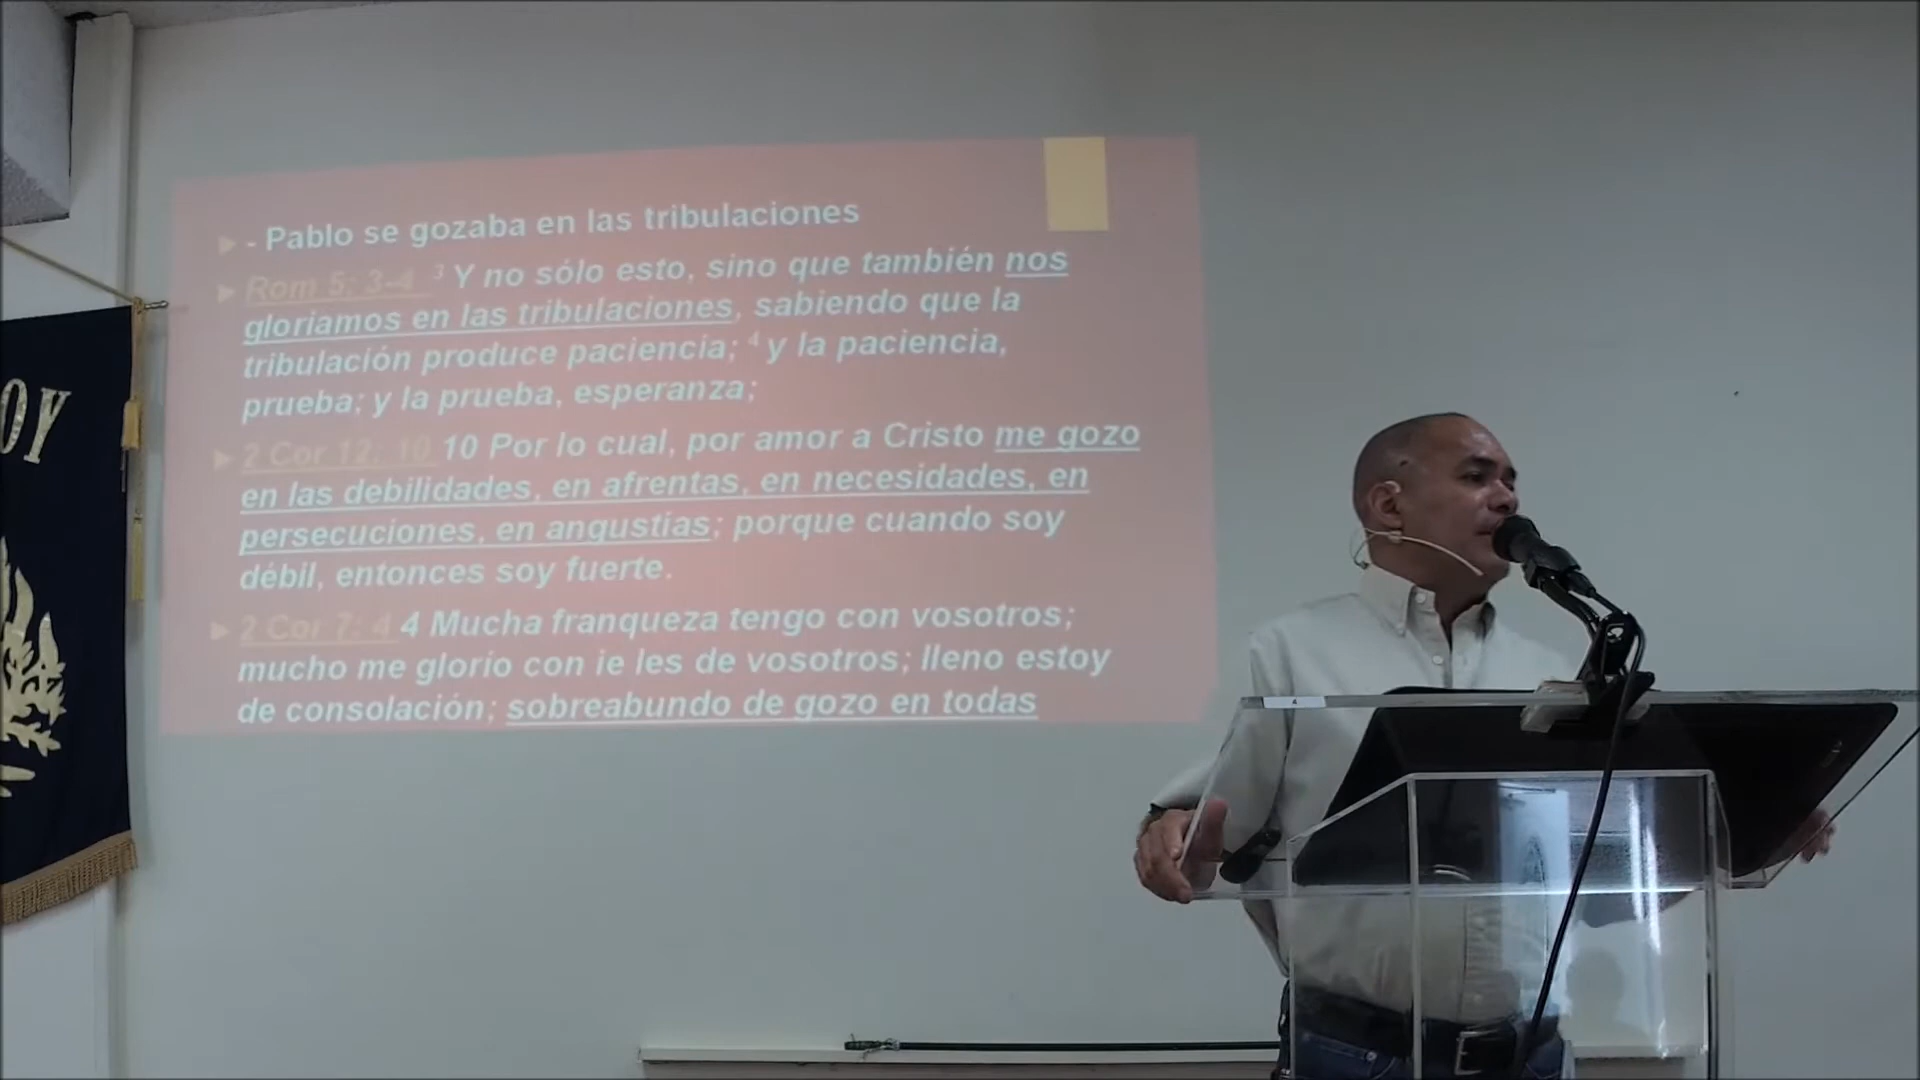 - Pablo se gozaba en las tribulaciones
Rom 5: 3-4 3 Y no sólo esto, sino que también nos
gloriamos en las tribulaciones, sabiendo que la
tribulación produce paciencia; 4 y la paciencia,
prueba; y la prueba, esperanza;
2 Cor 12: 10 10 Por lo cual, por amor a Cristo me gozo
en las debilidades, en afrentas, en necesidades, en
persecuciones, en angustias; porque cuando soy
débil, entonces soy fuerte.
2 Cor 7: 4 4 Mucha franqueza tengo con vosotros;
mucho me glorio con ie les de vosotros; lleno estoy
de consolación; sobreabundo de gozo en todas
OY
4